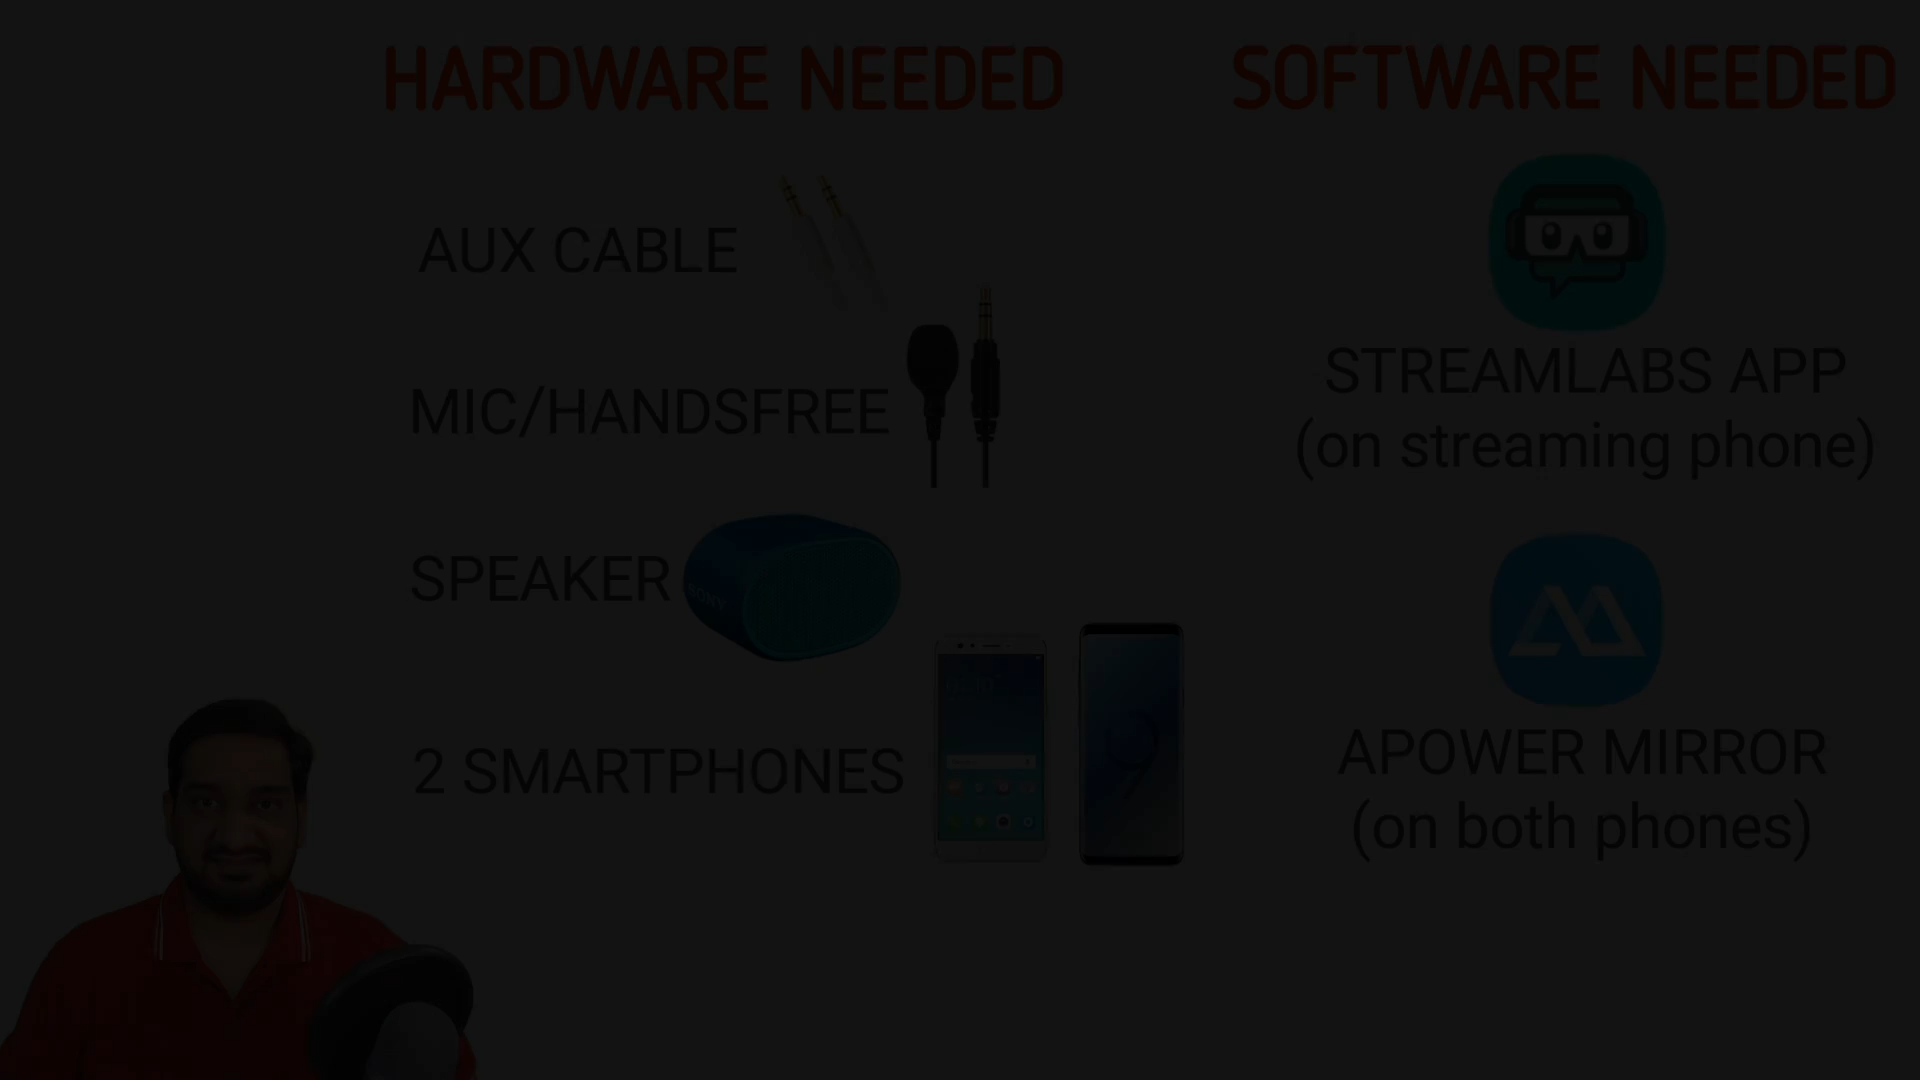 HARDWARE NEEDED
AUX CABLE
MIC/HANDSFREE
SPEAKER
SONY
2 SMARTPHONES
SOFTWARE NEEDED
STREAMLABS APP
(on streaming phone)
APOWER MIRROR
(on both phones)